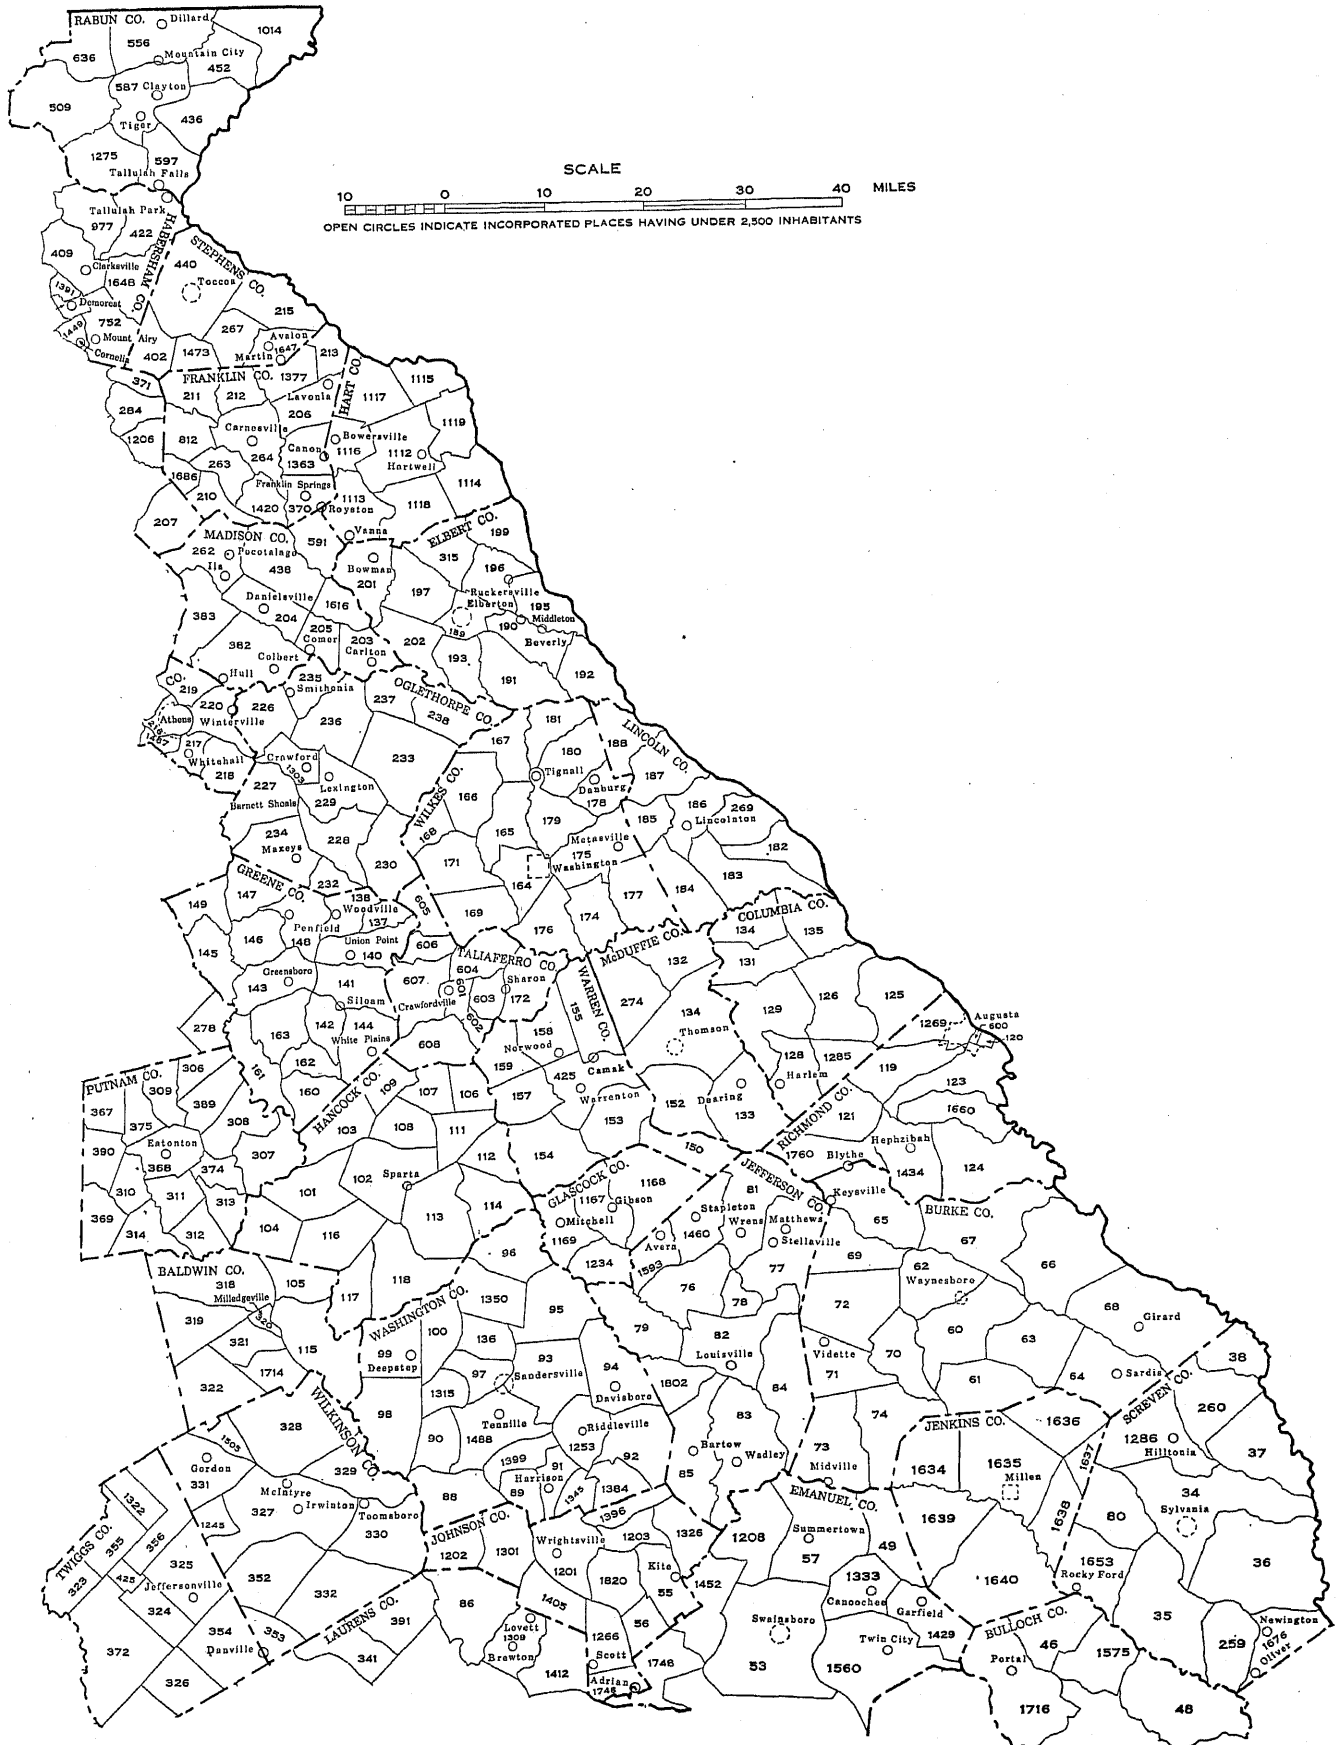 RABUN CO.
Dillard
1014
556
636
Mountain City
452
587 Clayton
509
436
Tiger
1275
597
Tallulah Falls
SCALE
10 0 10 20 30 40 MILES
OPEN CIRCLES INDICATE INCORPORATED PLACES HAVING UNDER 2,500 INHABITANTS
Tallulah Park
977
422
HABERSHAM CO.
STEPHENS CO.
409
440
Clarksville
1648
Toccoa
1391
Demorest
215
752
267
1449
Mount Airy
Avalon
1647
Cornelia
402
1473
Martin
213
FRANKLIN CO.
1377
HART CO.
371
211
212
Lavonia
1117
1115
284
206
1119
Carnesville
1206
812
Bowersville
264
Canon
1116
1112
263
1363
Hartwell
1686
Franklin Springs
1114
210
1420
370
Royston
1113
1118
207
MADISON CO.
591
Vanna
ELBERT CO.
199
262
Pocotalago
315
Ila
438
Bowman
196
201
197
Ruckersville
Danielsville
Elberton
195
383
204
1616
189
190
Middleton
205
203
202
Beverly
382
Comer
Carlton
193
Colbert
191
192
Hull
235
CO.
219
Smithonia
237
OGLETHORPE CO.
220
226
238
Athens
Winterville
236
181
LINCOLN CO.
217
167
188
Whitehall
Crawford
233
180
218
1303
Tignall
187
227
Lexington
WILKES CO.
166
Danburg
Barnett Shoals
229
178
186
269
168
165
179
185
Lincolnton
234
228
Metasville
182
Maxeys
171
175
230
Washington
183
GREENE CO.
232
164
184
147
138
177
149
Woodville
605
169
174
COLUMBIA CO.
Penfield
137
176
134
135
146
148
Union Point
606
McDUFFIE CO.
145
140
TALIAFERRO CO.
132
131
Greensboro
607
604
Sharon
WARREN CO.
143
141
601
603
172
274
126
125
Siloam
Crawfordville
155
129
278
142
144
602
158
134
Augusta
163
White Plains
608
Norwood
Thomson
1269
600
120
PUTNAM CO.
306
162
159
Camak
128
1285
119
309
161
109
107
106
425
Harlem
367
389
160
157
Warrenton
152
Dearing
123
375
308
HANCOCK CO.
108
153
133
RICHMOND CO.
121
1660
Eatonton
103
111
Hephzibah
390
368
374
307
112
154
150
1760
Blythe
1434
124
310
311
313
101
102
Sparta
GLASCOCK CO.
1168
JEFFERSON CO.
1167
Gibson
81
Keysville
369
114
Stapleton
BURKE CO.
314
312
104
113
Mitchell
Wrens
Matthews
65
116
1460
Stellaville
67
1169
Avera
69
96
77
66
BALDWIN CO.
1234
1593
62
318
105
118
76
Waynesboro
Milledgeville
117
1350
78
72
68
319
320
WASHINGTON CO.
95
Girard
100
79
60
321
115
99
136
82
63
Deepstep
93
Louisville
Vidette
70
38
1714
97
Sandersville
94
71
64
Sardis
322
1315
Davisboro
1802
84
61
SCREVEN CO.
WILKINSON CO.
98
Tennille
83
74
JENKINS CO.
1636
260
328
Riddleville
1286
Hilltonia
90
1488
1253
Bartow
73
37
1505
1399
92
Wadley
1634
1635
1637
Gordon
329
91
85
Midville
Millen
34
331
McIntyre
88
Harrison
1345
1384
EMANUEL CO.
Sylvania
1322
327
Irwinton
Toomsboro
89
1396
80
1245
330
JOHNSON CO.
Wrightsville
1203
1326
1208
Summertown
1639
1638
TWIGGS CO.
355
356
1202
1301
57
49
1653
36
325
1201
Kite
Rocky Ford
323
425
Jeffersonville
352
1820
55
1452
1333
1640
324
332
86
1405
Canoochee
Garfield
35
LAURENS CO.
391
56
Swainsboro
1429
BULLOCH CO.
Newington
354
353
Lovett
1266
46
259
1676
372
Danville
341
1309
Twin City
1575
Oliver
Brewton
Scott
1746
53
1560
Portal
326
1412
Adrian
1746
1716
48